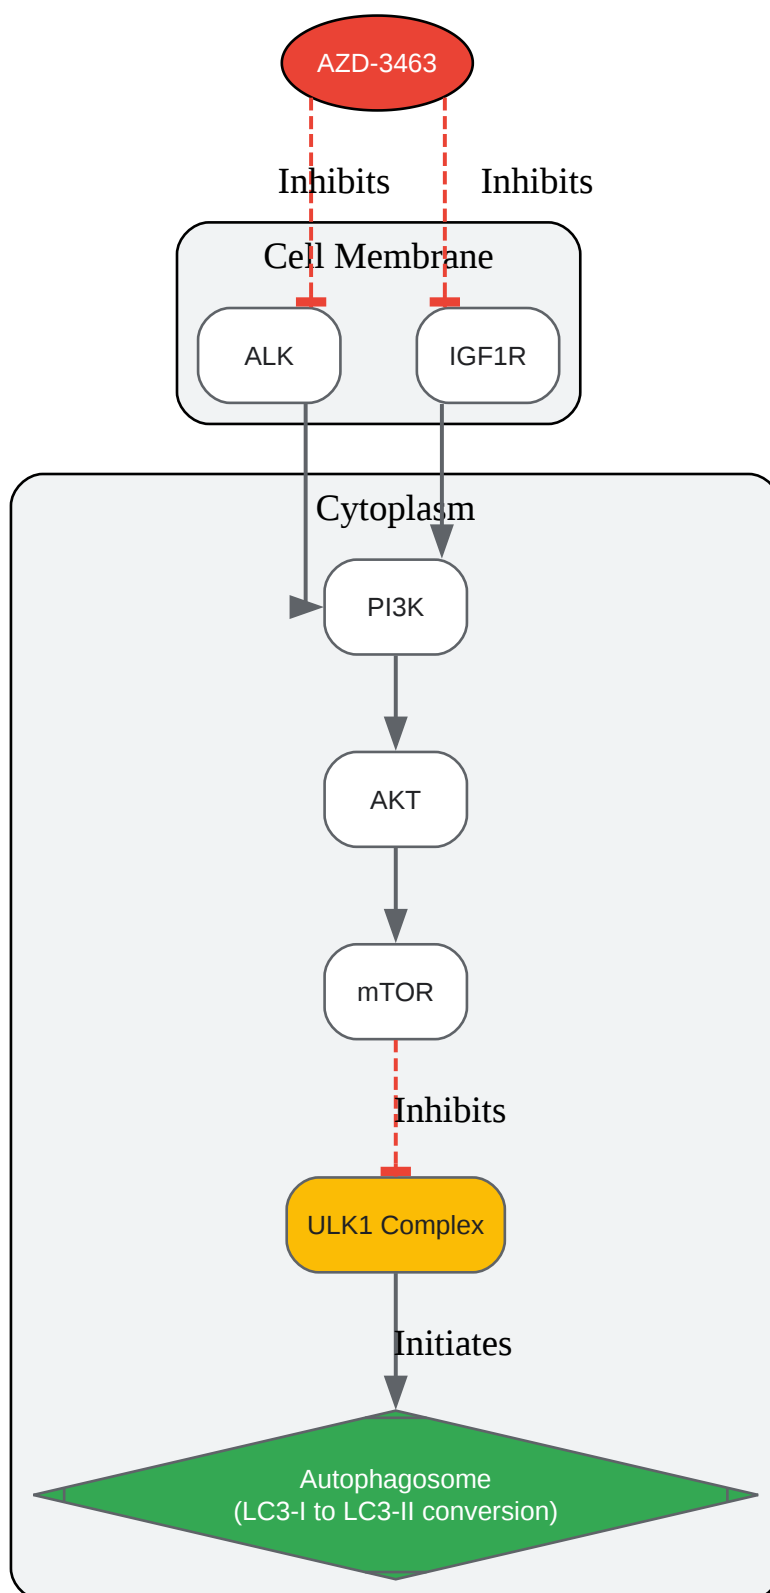 AZD-3463
Inhibits
Inhibits
Cell Membrane
ALK
IGF1R
Cytoplasm
PI3K
AKT
mTOR
Inhibits
ULK1 Complex
Initiates
Autophagosome
(LC3-I to LC3-II conversion)